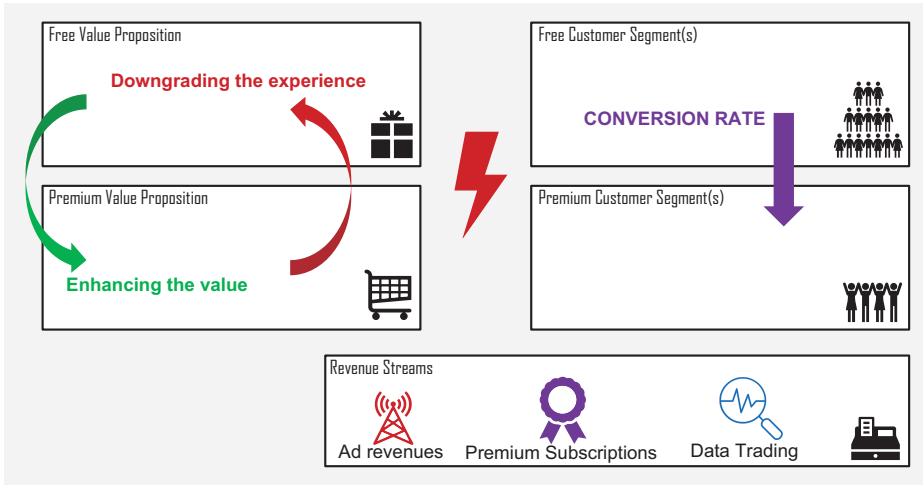 Free Value Proposition
Downgrading the experience
Premium Value Proposition
Enhancing the value
Free Customer Segment(s)
CONVERSION RATE
Premium Customer Segment(s)
Revenue Streams
Ad revenues
Premium Subscriptions
Data Trading